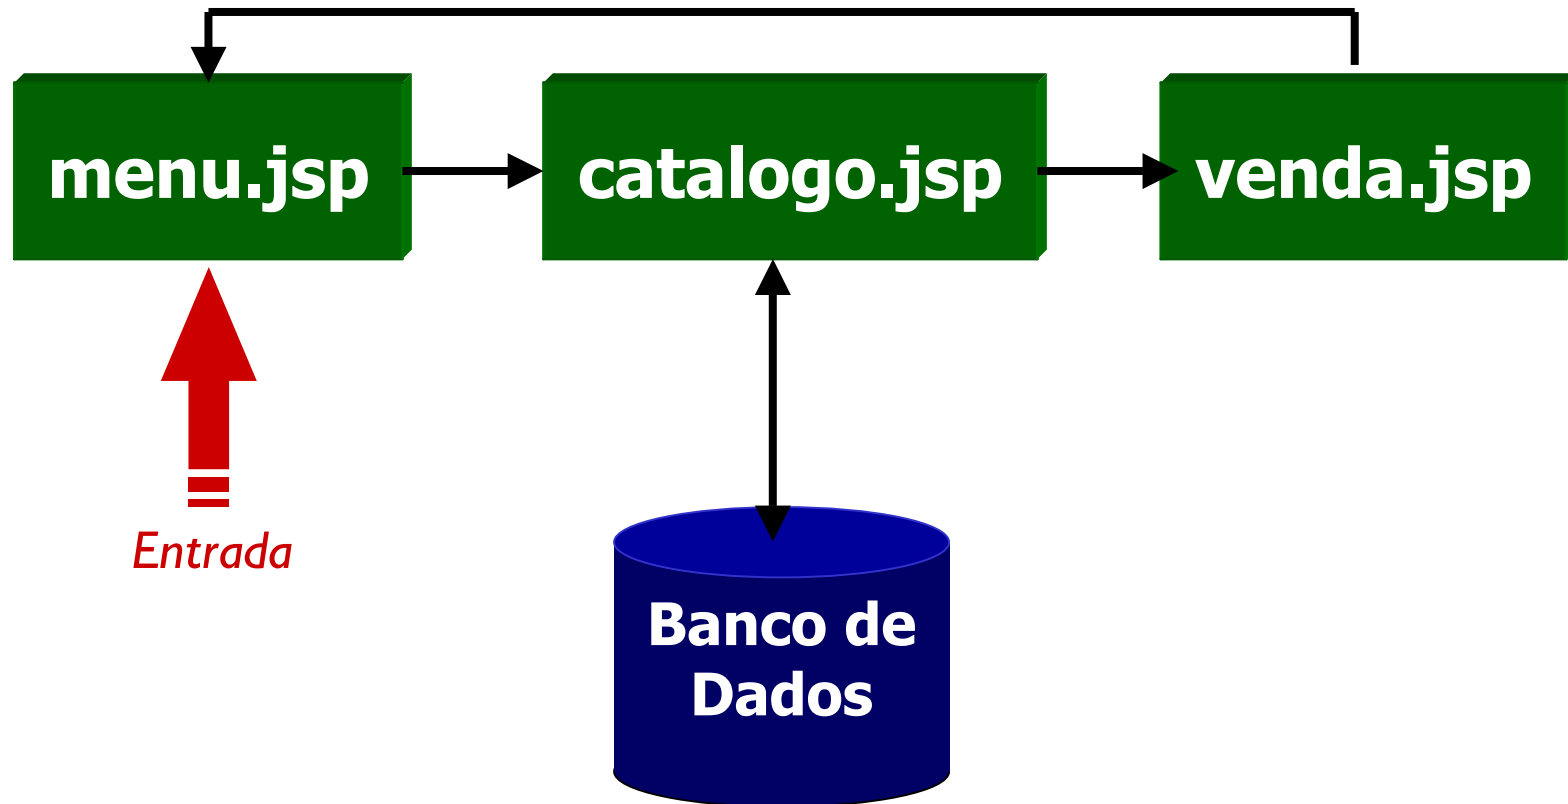 menu.jsp
catalogo.jsp
venda.jsp
Entrada
Banco de
Dados